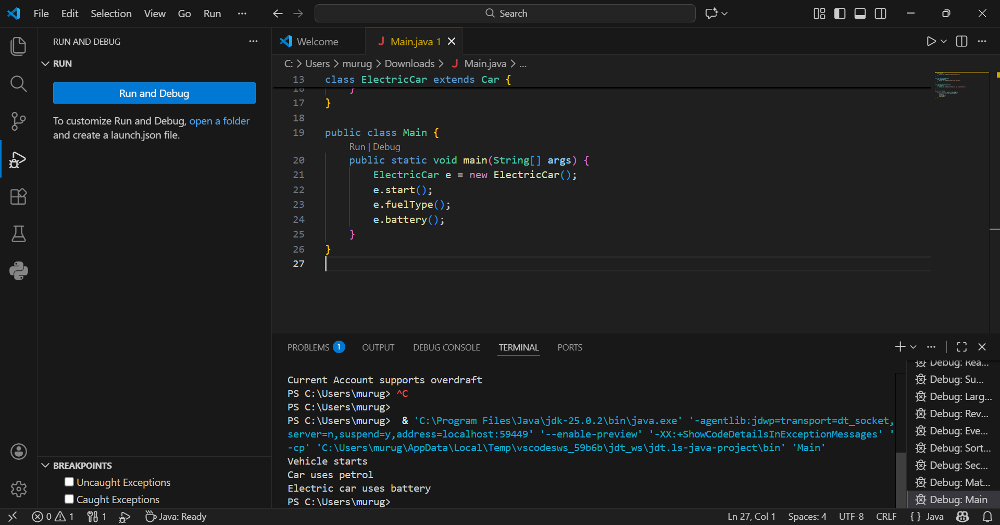 File Edit Selection View Go Run ···
Search
RUN AND DEBUG
RUN
Run and Debug
To customize Run and Debug, open a folder
and create a launch.json file.
BREAKPOINTS
Uncaught Exceptions
Caught Exceptions
Welcome
J Main.java 1
C: > Users > murug > Downloads > J Main.java > ...
13 class ElectricCar extends Car {
16 }
17 }
18
19 public class Main {
Run | Debug
20 public static void main(String[] args) {
21 ElectricCar e = new ElectricCar();
22 e.start();
23 e.fuelType();
24 e.battery();
25 }
26 }
27
PROBLEMS 1 OUTPUT DEBUG CONSOLE TERMINAL PORTS
Current Account supports overdraft
PS C:\Users\murug> ^C
PS C:\Users\murug>
PS C:\Users\murug> & 'C:\Program Files\Java\jdk-25.0.2\bin\java.exe' '-agentlib:jdwp=transport=dt_socket,
server=n,suspend=y,address=localhost:59449' '--enable-preview' '-XX:+ShowCodeDetailsInExceptionMessages' '
-cp' 'C:\Users\murug\AppData\Local\Temp\vscodesws_59b6b\jdt_ws\jdt.ls-java-project\bin' 'Main'
Vehicle starts
Car uses petrol
Electric car uses battery
PS C:\Users\murug>
Debug: Rea...
Debug: Su...
Debug: Larg...
Debug: Rev...
Debug: Eve...
Debug: Sort...
Debug: Sec...
Debug: Mat...
Debug: Main
0 1 1 Java: Ready
Ln 27, Col 1 Spaces: 4 UTF-8 CRLF { } Java